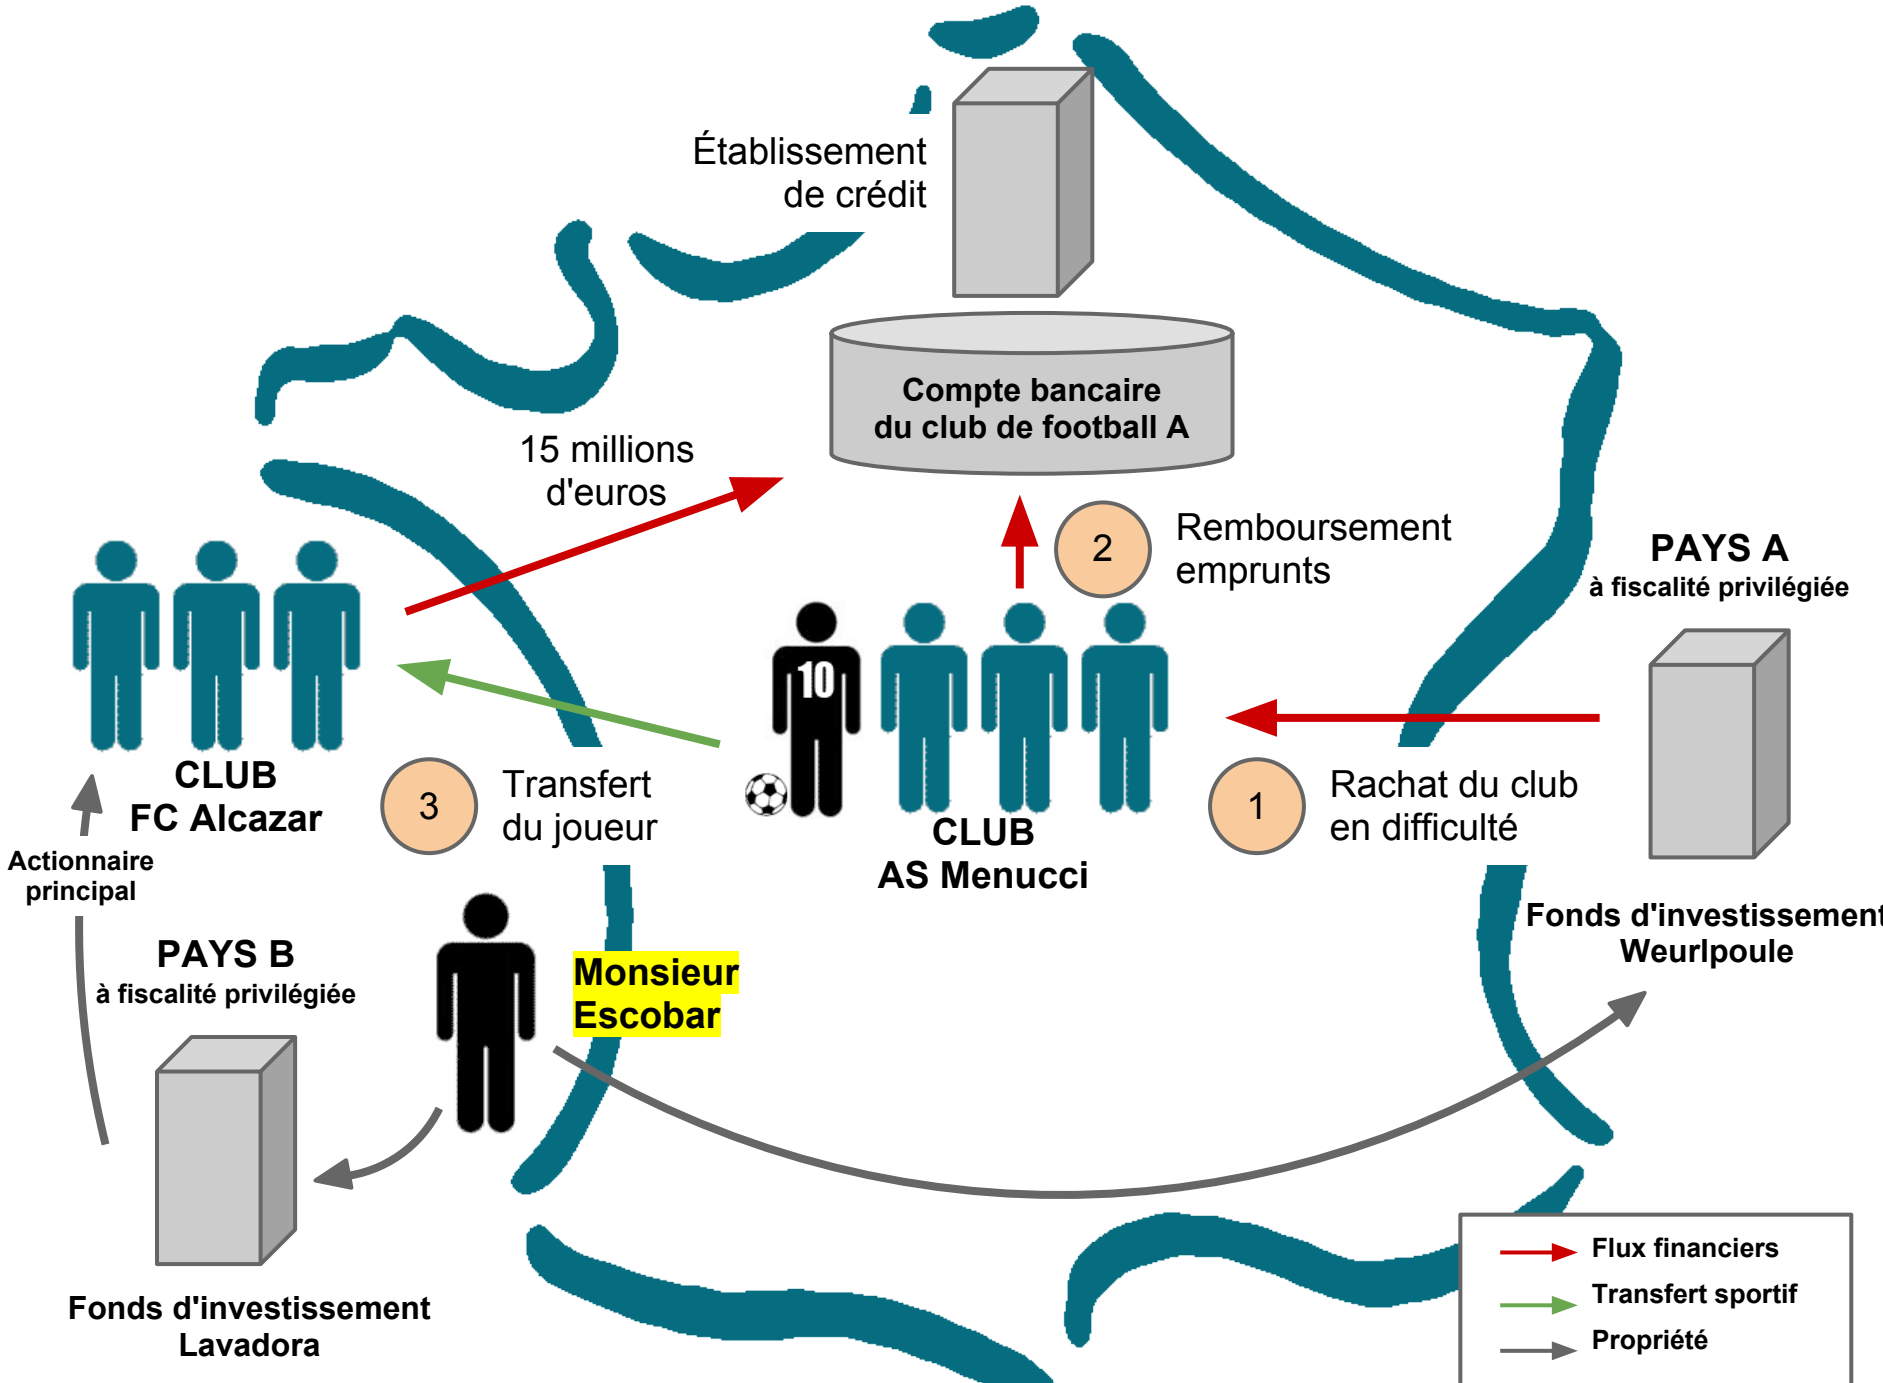 Établissement
de crédit
Compte bancaire
du club de football A
15 millions
d'euros
2
Remboursement
emprunts
PAYS A
à fiscalité privilégiée
10
CLUB
FC Alcazar
3
Transfert
du joueur
CLUB
AS Menucci
1
Rachat du club
en difficulté
Actionnaire
principal
Fonds d'investissement
Weurlpoule
PAYS B
à fiscalité privilégiée
Monsieur
Escobar
Fonds d'investissement
Lavadora
Flux financiers
Transfert sportif
Propriété